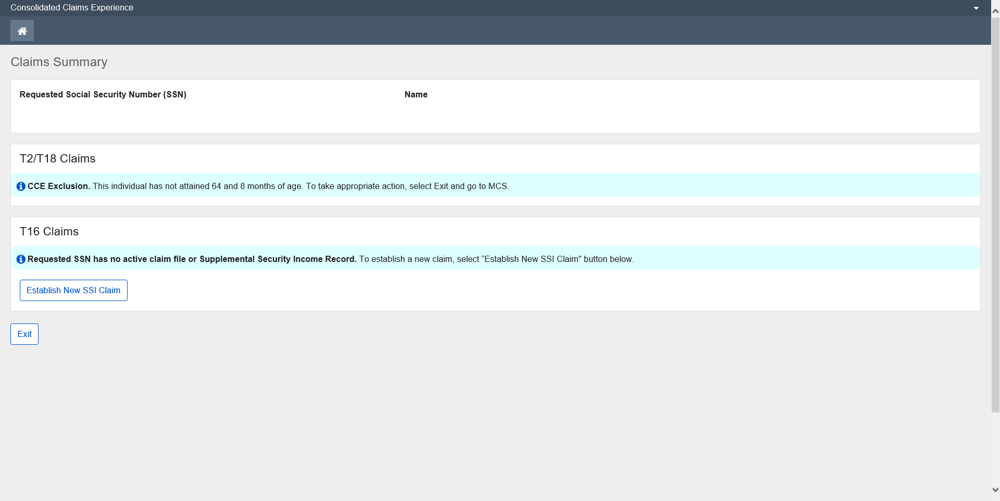 Consolidated Claims Experience
Claims Summary
Requested Social Security Number (SSN)
Name
T2/T18 Claims
CCE Exclusion. This individual has not attained 64 and 8 months of age. To take appropriate action, select Exit and go to MCS.
T16 Claims
Requested SSN has no active claim file or Supplemental Security Income Record. To establish a new claim, select “Establish New SSI Claim" button below.
Establish New SSI Claim
Exit